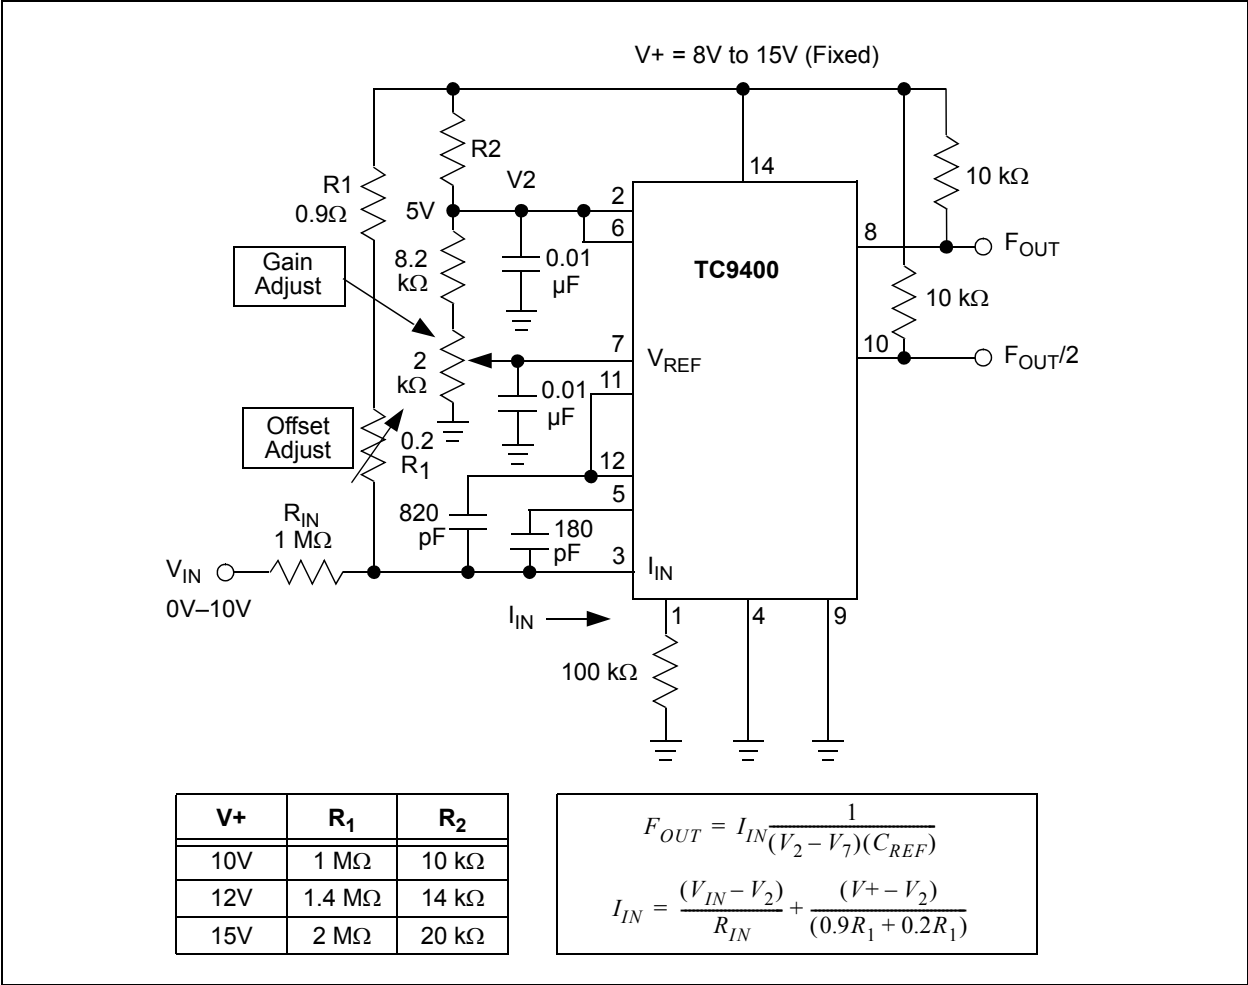 V+ = 8V to 15V (Fixed)
R2
14
10 kΩ
V2
R1
0.9Ω
5V
2
6
8
F_OUT
Gain
Adjust
8.2
kΩ
0.01
µF
TC9400
10 kΩ
2
kΩ
7
V_REF
10
F_OUT/2
11
0.01
µF
Offset
Adjust
0.2
R_1
12
5
820
pF
180
pF
R_IN
1 MΩ
3
I_IN
V_IN
0V–10V
I_IN
1
4
9
100 kΩ
V+ R_1 R_2
10V 1 MΩ 10 kΩ
12V 1.4 MΩ 14 kΩ
15V 2 MΩ 20 kΩ
F_OUT = I_IN 1/((V_2 – V_7)(C_REF))
I_IN = (V_IN – V_2)/R_IN + (V+ – V_2)/(0.9R_1 + 0.2R_1)